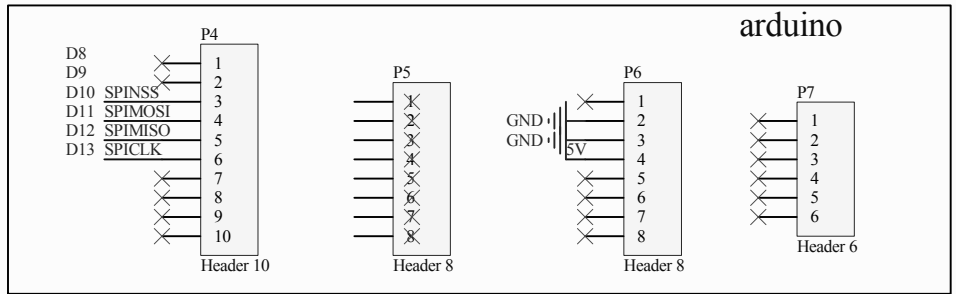 arduino
P4
D8
D9
D10 SPINSS
D11 SPIMOSI
D12 SPIMISO
D13 SPICLK
1
2
3
4
5
6
7
8
9
10
Header 10
P5
1
2
3
4
5
6
7
8
Header 8
P6
GND
GND
5V
1
2
3
4
5
6
7
8
Header 8
P7
1
2
3
4
5
6
Header 6